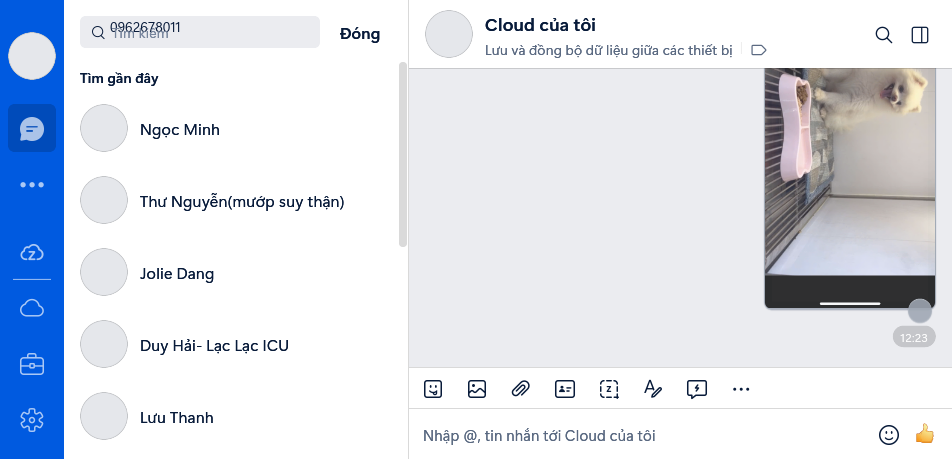 0962678011
Tìm kiếm
Đóng
Tìm gần đây
Ngọc Minh
Thư Nguyễn(mướp suy thận)
Jolie Dang
Duy Hải- Lạc Lạc ICU
Lưu Thanh
Cloud của tôi
Lưu và đồng bộ dữ liệu giữa các thiết bị
12:23
Nhập @, tin nhắn tới Cloud của tôi